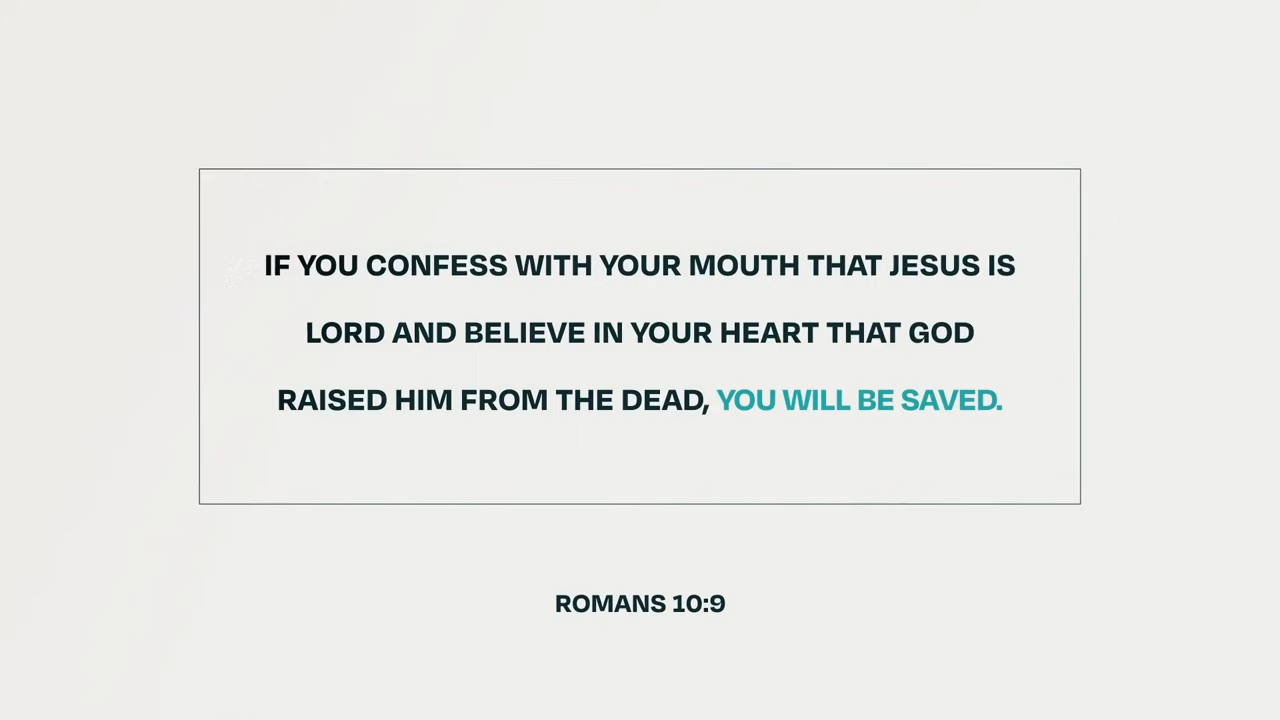 IF YOU CONFESS WITH YOUR MOUTH THAT JESUS IS
LORD AND BELIEVE IN YOUR HEART THAT GOD
RAISED HIM FROM THE DEAD, YOU WILL BE SAVED.
ROMANS 10:9